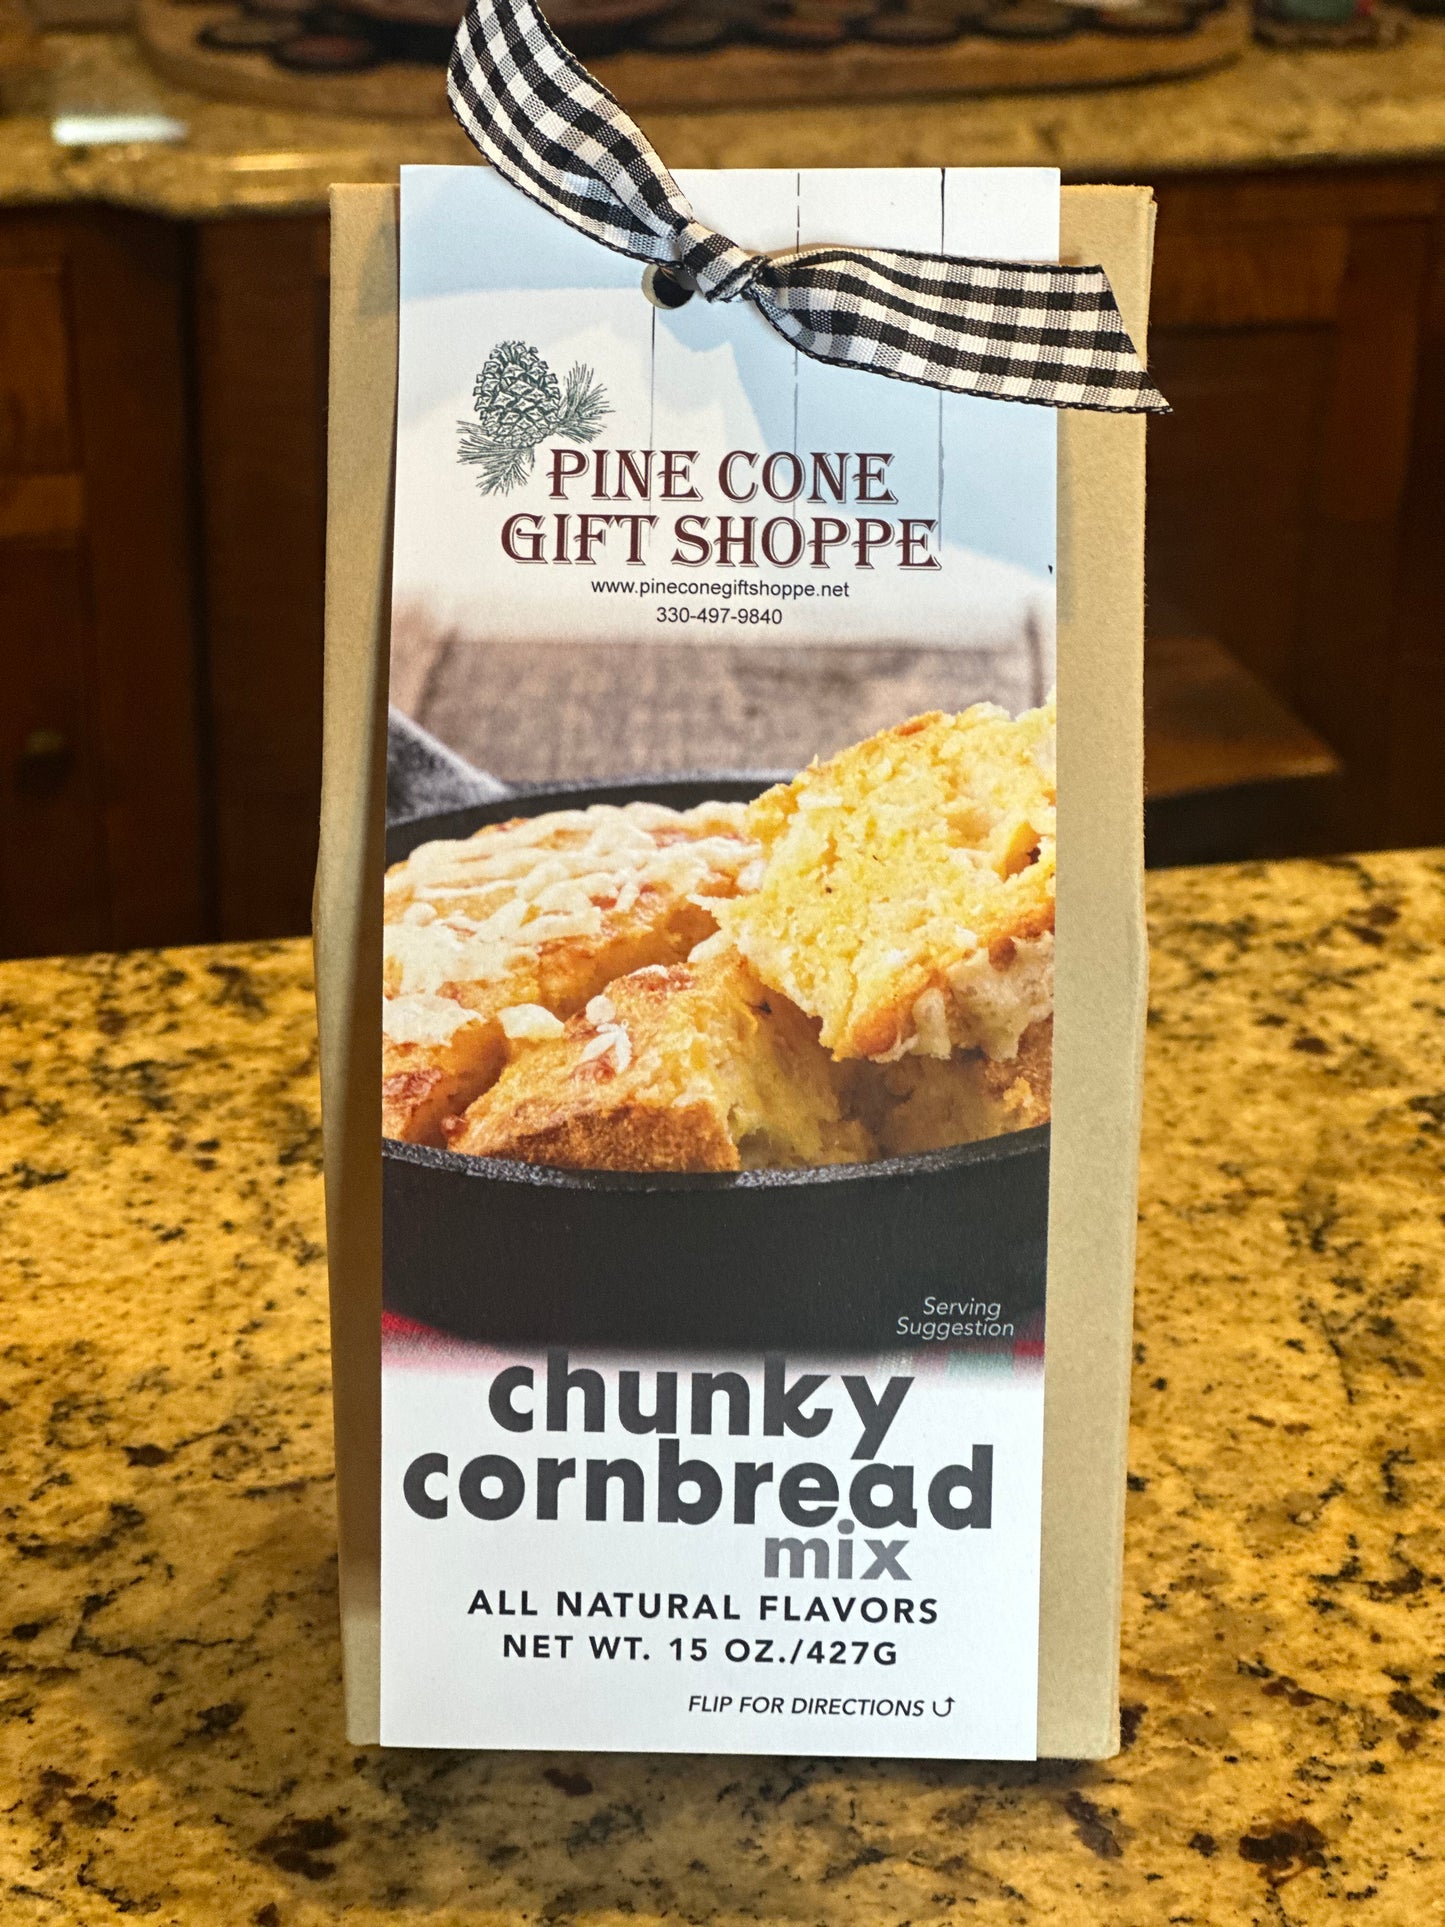 PINE CONE
GIFT SHOPPE
www.pineconegiftshoppe.net
330-497-9840
Serving
Suggestion
chunky
cornbread
mix
ALL NATURAL FLAVORS
NET WT. 15 OZ./427G
FLIP FOR DIRECTIONS